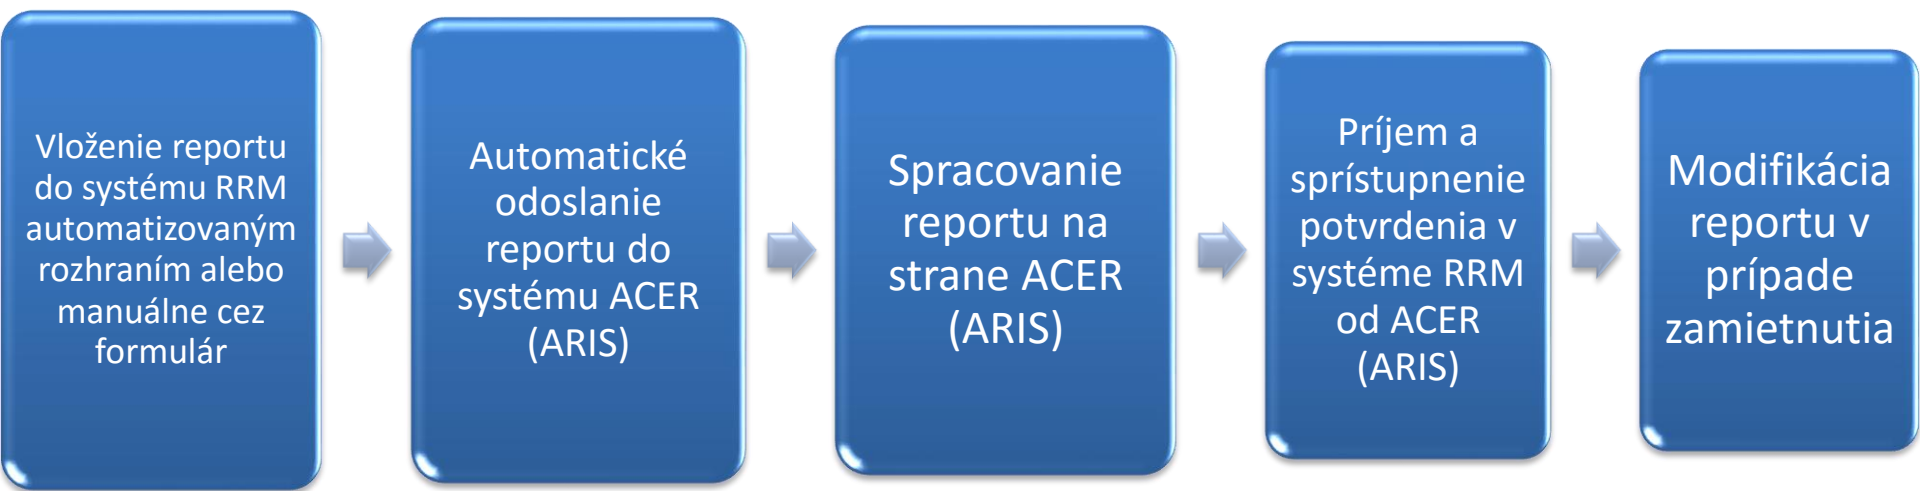 Vloženie reportu
do systému RRM
automatizovaným
rozhraním alebo
manuálne cez
formulár
Automatické
odoslanie
reportu do
systému ACER
(ARIS)
Spracovanie
reportu na
strane ACER
(ARIS)
Príjem a
sprístupnenie
potvrdenia v
systéme RRM
od ACER
(ARIS)
Modifikácia
reportu v
prípade
zamietnutia